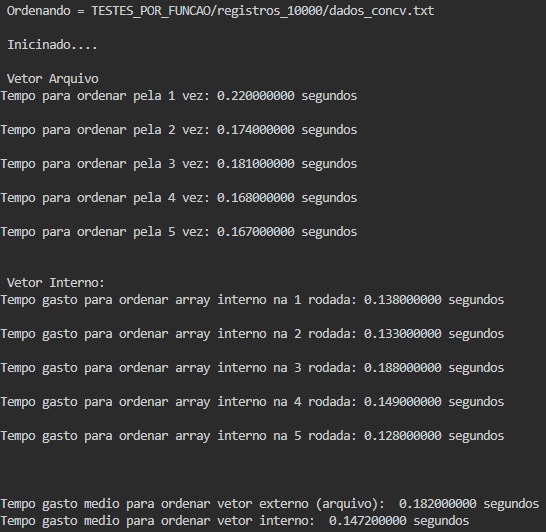 Ordenando = TESTES_POR_FUNCAO/registros_10000/dados_concv.txt
Inicinado....
Vetor Arquivo
Tempo para ordenar pela 1 vez: 0.220000000 segundos
Tempo para ordenar pela 2 vez: 0.174000000 segundos
Tempo para ordenar pela 3 vez: 0.181000000 segundos
Tempo para ordenar pela 4 vez: 0.168000000 segundos
Tempo para ordenar pela 5 vez: 0.167000000 segundos
Vetor Interno:
Tempo gasto para ordenar array interno na 1 rodada: 0.138000000 segundos
Tempo gasto para ordenar array interno na 2 rodada: 0.133000000 segundos
Tempo gasto para ordenar array interno na 3 rodada: 0.188000000 segundos
Tempo gasto para ordenar array interno na 4 rodada: 0.149000000 segundos
Tempo gasto para ordenar array interno na 5 rodada: 0.128000000 segundos
Tempo gasto medio para ordenar vetor externo (arquivo):  0.182000000 segundos
Tempo gasto medio para ordenar vetor interno:  0.147200000 segundos